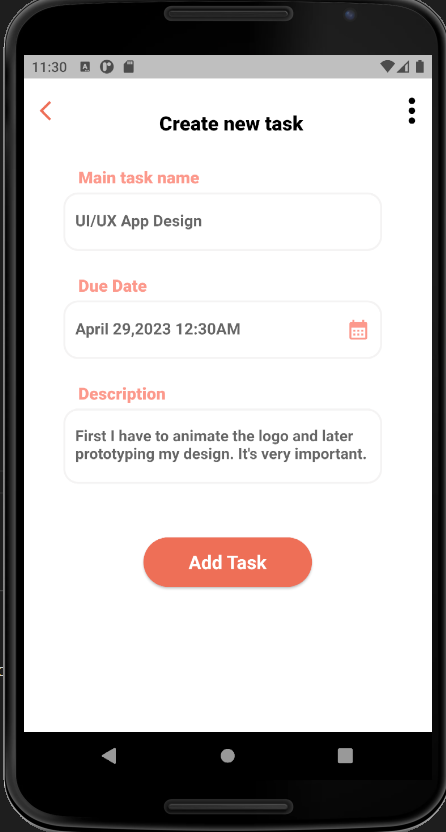 11:30
Create new task
Main task name
UI/UX App Design
Due Date
April 29,2023 12:30AM
Description
First I have to animate the logo and later
prototyping my design. It's very important.
Add Task